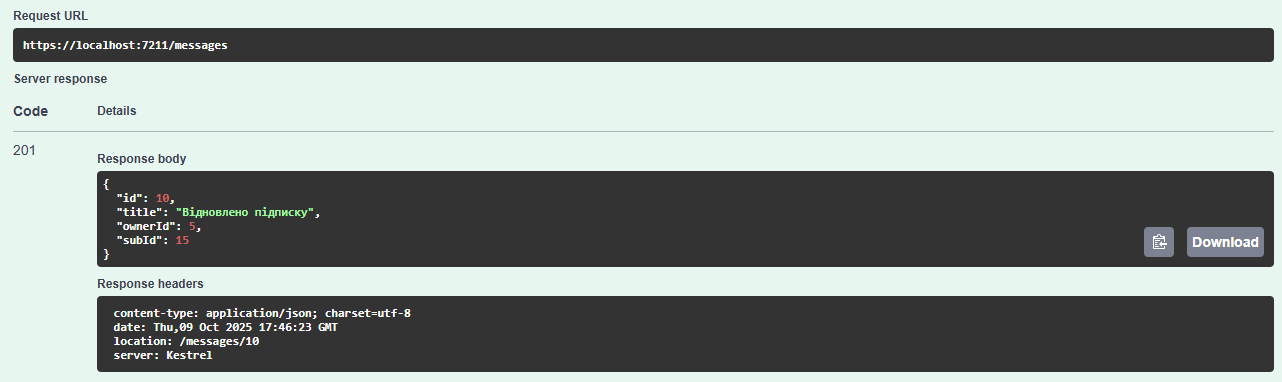 Request URL
https://localhost:7211/messages
Server response
Code Details
201
Response body
{
"id": 10,
"title": "Відновлено підписку",
"ownerId": 5,
"subId": 15
}
Download
Response headers
content-type: application/json; charset=utf-8
date: Thu,09 Oct 2025 17:46:23 GMT
location: /messages/10
server: Kestrel